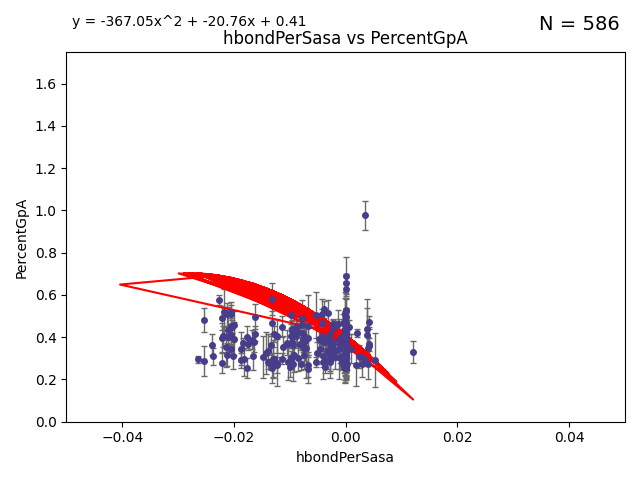 y = -367.05x^2 + -20.76x + 0.41
N = 586
hbondPerSasa vs PercentGpA
1.6
1.4
1.2
1.0
0.8
0.6
0.4
0.2
0.0
PercentGpA
−0.04 −0.02 0.00 0.02 0.04
hbondPerSasa